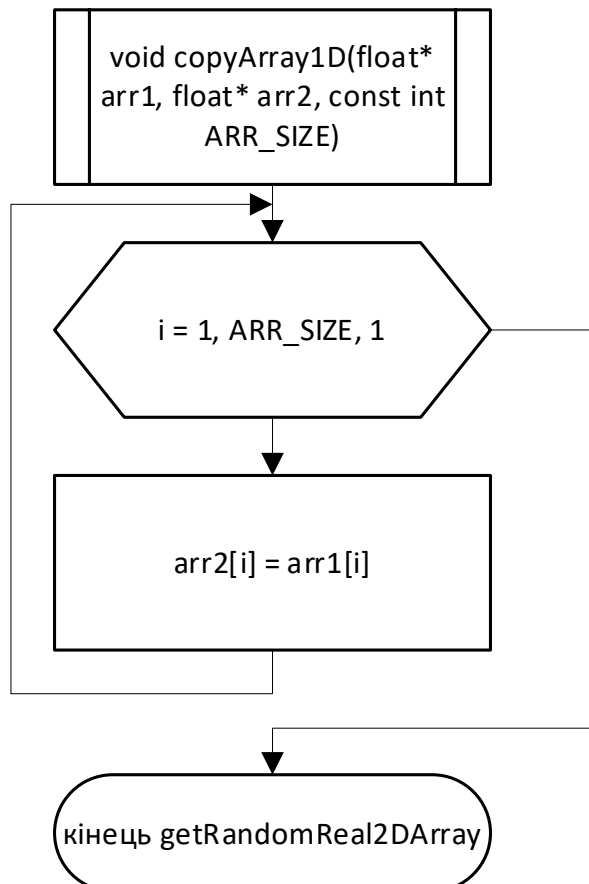 void copyArray1D(float*
arr1, float* arr2, const int
ARR_SIZE)
i = 1, ARR_SIZE, 1
arr2[i] = arr1[i]
кінець getRandomReal2DArray